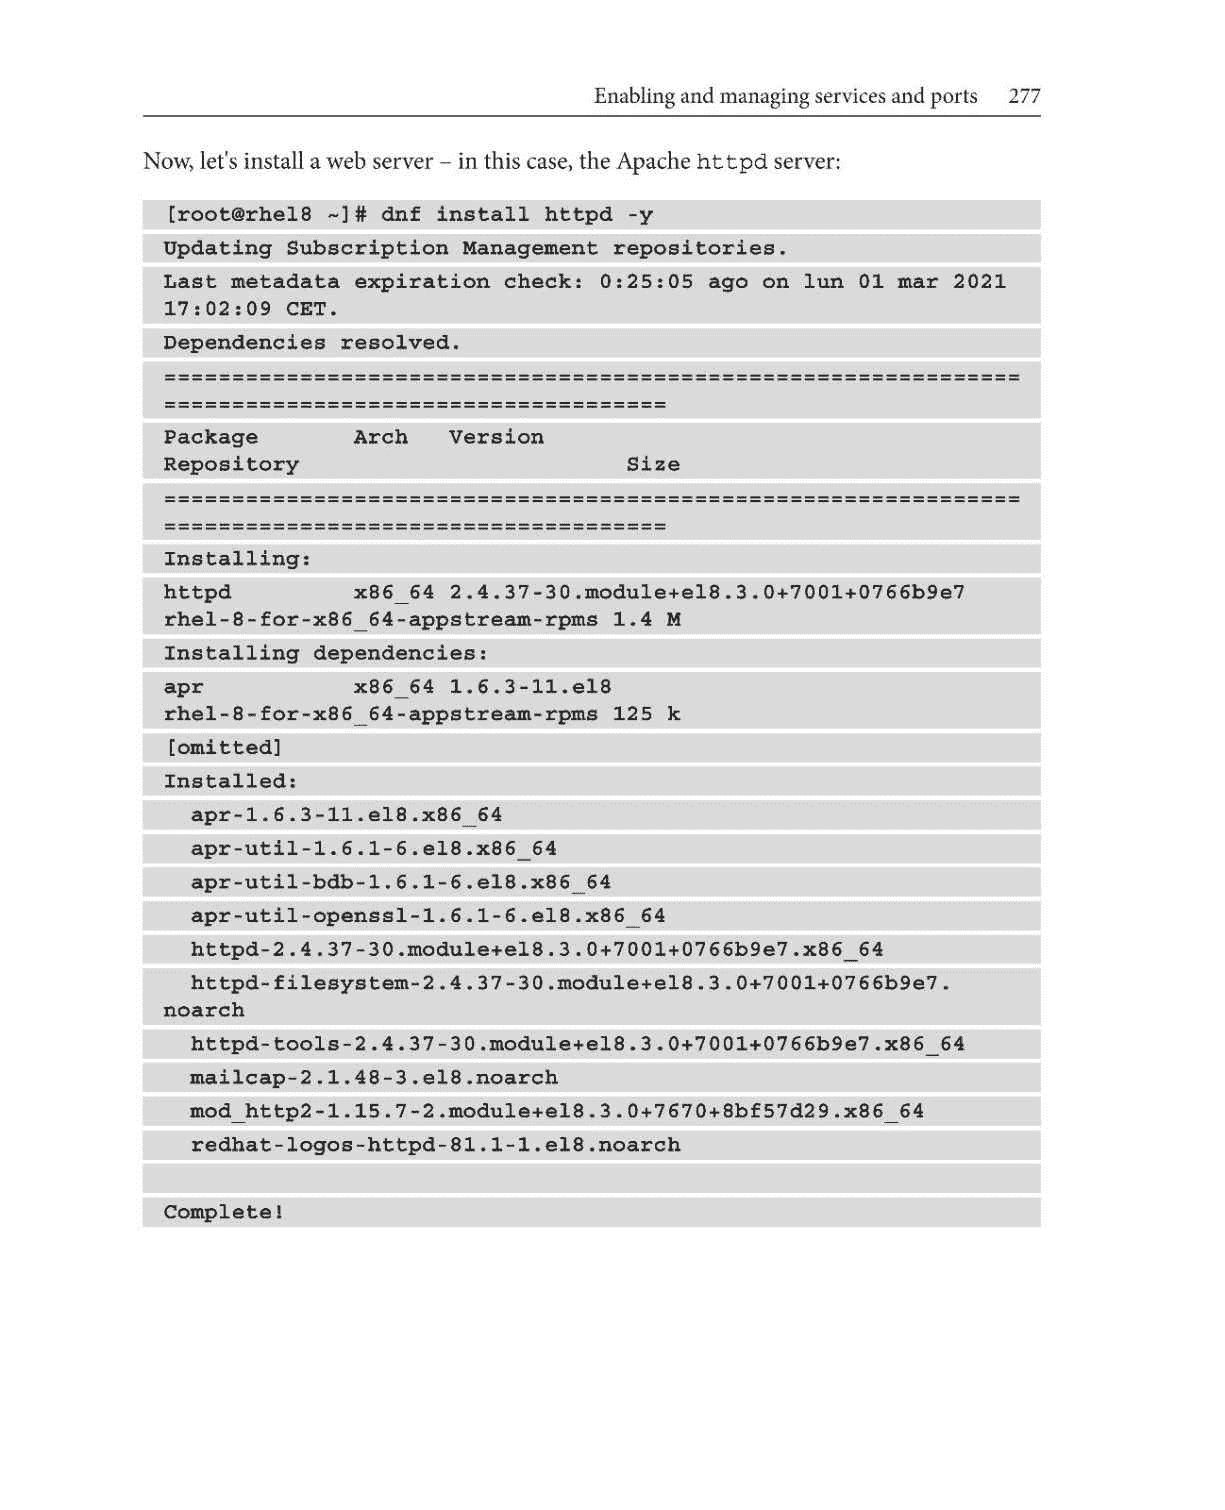 Enabling and managing services and ports 277
Now, let's install a web server – in this case, the Apache httpd server:
[root@rhel8 ~]# dnf install httpd -y
Updating Subscription Management repositories.
Last metadata expiration check: 0:25:05 ago on lun 01 mar 2021
17:02:09 CET.
Dependencies resolved.
===============================================================
=====================================
Package       Arch   Version
Repository                        Size
===============================================================
=====================================
Installing:
httpd         x86_64 2.4.37-30.module+el8.3.0+7001+0766b9e7
rhel-8-for-x86_64-appstream-rpms 1.4 M
Installing dependencies:
apr           x86_64 1.6.3-11.el8
rhel-8-for-x86_64-appstream-rpms 125 k
[omitted]
Installed:
  apr-1.6.3-11.el8.x86_64
  apr-util-1.6.1-6.el8.x86_64
  apr-util-bdb-1.6.1-6.el8.x86_64
  apr-util-openssl-1.6.1-6.el8.x86_64
  httpd-2.4.37-30.module+el8.3.0+7001+0766b9e7.x86_64
  httpd-filesystem-2.4.37-30.module+el8.3.0+7001+0766b9e7.
noarch
  httpd-tools-2.4.37-30.module+el8.3.0+7001+0766b9e7.x86_64
  mailcap-2.1.48-3.el8.noarch
  mod_http2-1.15.7-2.module+el8.3.0+7670+8bf57d29.x86_64
  redhat-logos-httpd-81.1-1.el8.noarch
Complete!